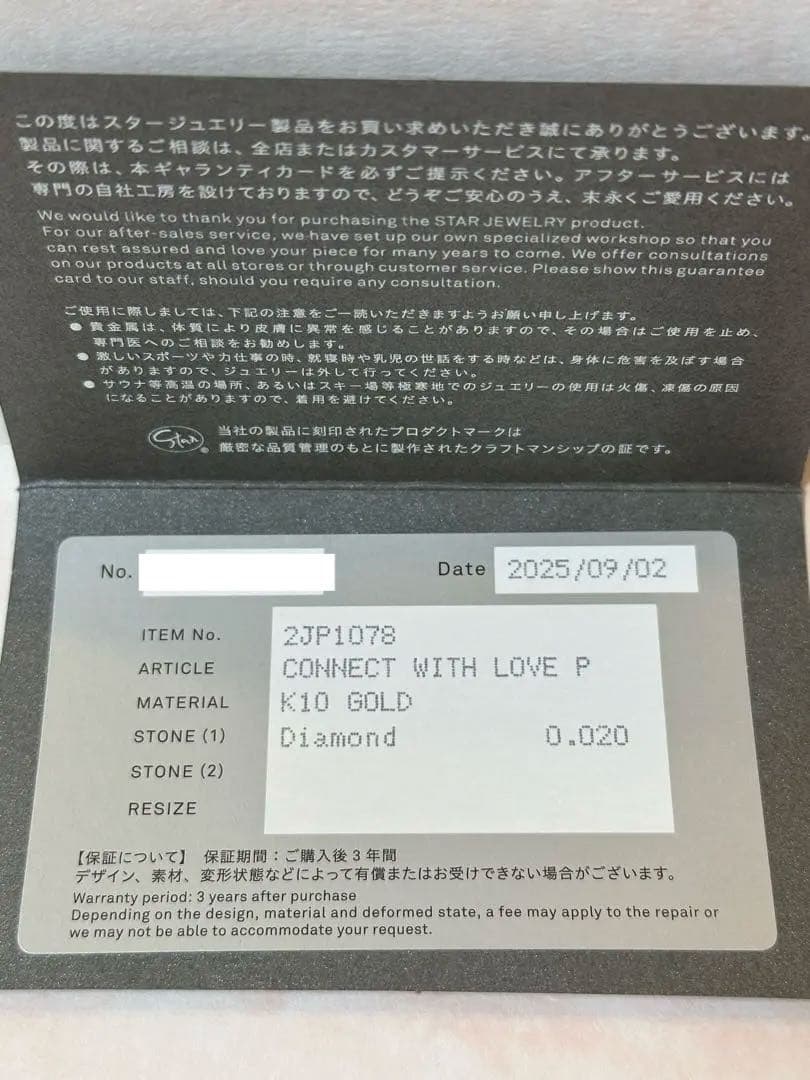 この度はスタージュエリー製品をお買い求めいただき誠にありがとうございます。
製品に関するご相談は、全店またはカスタマーサービスにて承ります。
その際は、本ギャランティカードを必ずご提示ください。アフターサービスには
専門の自社工房を設けておりますので、どうぞご安心のうえ、末永くご愛用ください。
We would like to thank you for purchasing the STAR JEWELRY product.
For our after-sales service, we have set up our own specialized workshop so that you
can rest assured and love your piece for many years to come. We offer consultations
on our products at all stores or through customer service. Please show this guarantee
card to our staff, should you require any consultation.
ご使用に際しましては、下記の注意をご一読いただきますようお願い申し上げます。
● 貴金属は、体質により皮膚に異常を感じることがありますので、その場合はご使用を止め、
専門医へのご相談をお勧めします。
● 激しいスポーツや力仕事の時、就寝時や乳児の世話をする時などは、身体に危害を及ぼす場合
がありますので、ジュエリーは外して行ってください。
● サウナ等高温の場所、あるいはスキー場等極寒地でのジュエリーの使用は火傷、凍傷の原因
になることがありますので、着用を避けてください。
Star® 当社の製品に刻印されたプロダクトマークは
厳密な品質管理のもとに製作されたクラフトマンシップの証です。
No. Date 2025/09/02
ITEM No. 2JP1078
ARTICLE CONNECT WITH LOVE P
MATERIAL K10 GOLD
STONE (1) Diamond 0.020
STONE (2)
RESIZE
【保証について】 保証期間：ご購入後3年間
デザイン、素材、変形状態などによって有償またはお受けできない場合がございます。
Warranty period: 3 years after purchase
Depending on the design, material and deformed state, a fee may apply to the repair or
we may not be able to accommodate your request.